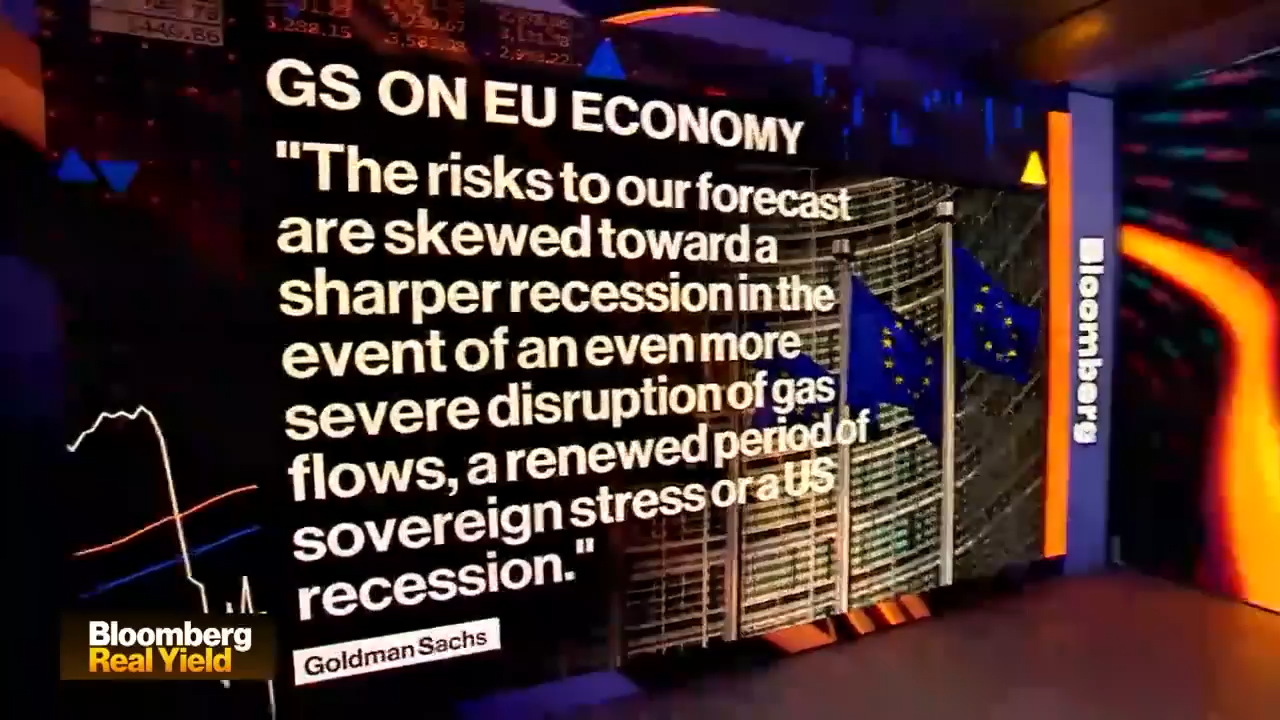 GS ON EU ECONOMY
"The risks to our forecast
are skewed toward a
sharper recession in the
event of an even more
severe disruption of gas
flows, a renewed period of
sovereign stress or a US
recession."
Goldman Sachs
Bloomberg
Bloomberg
Real Yield